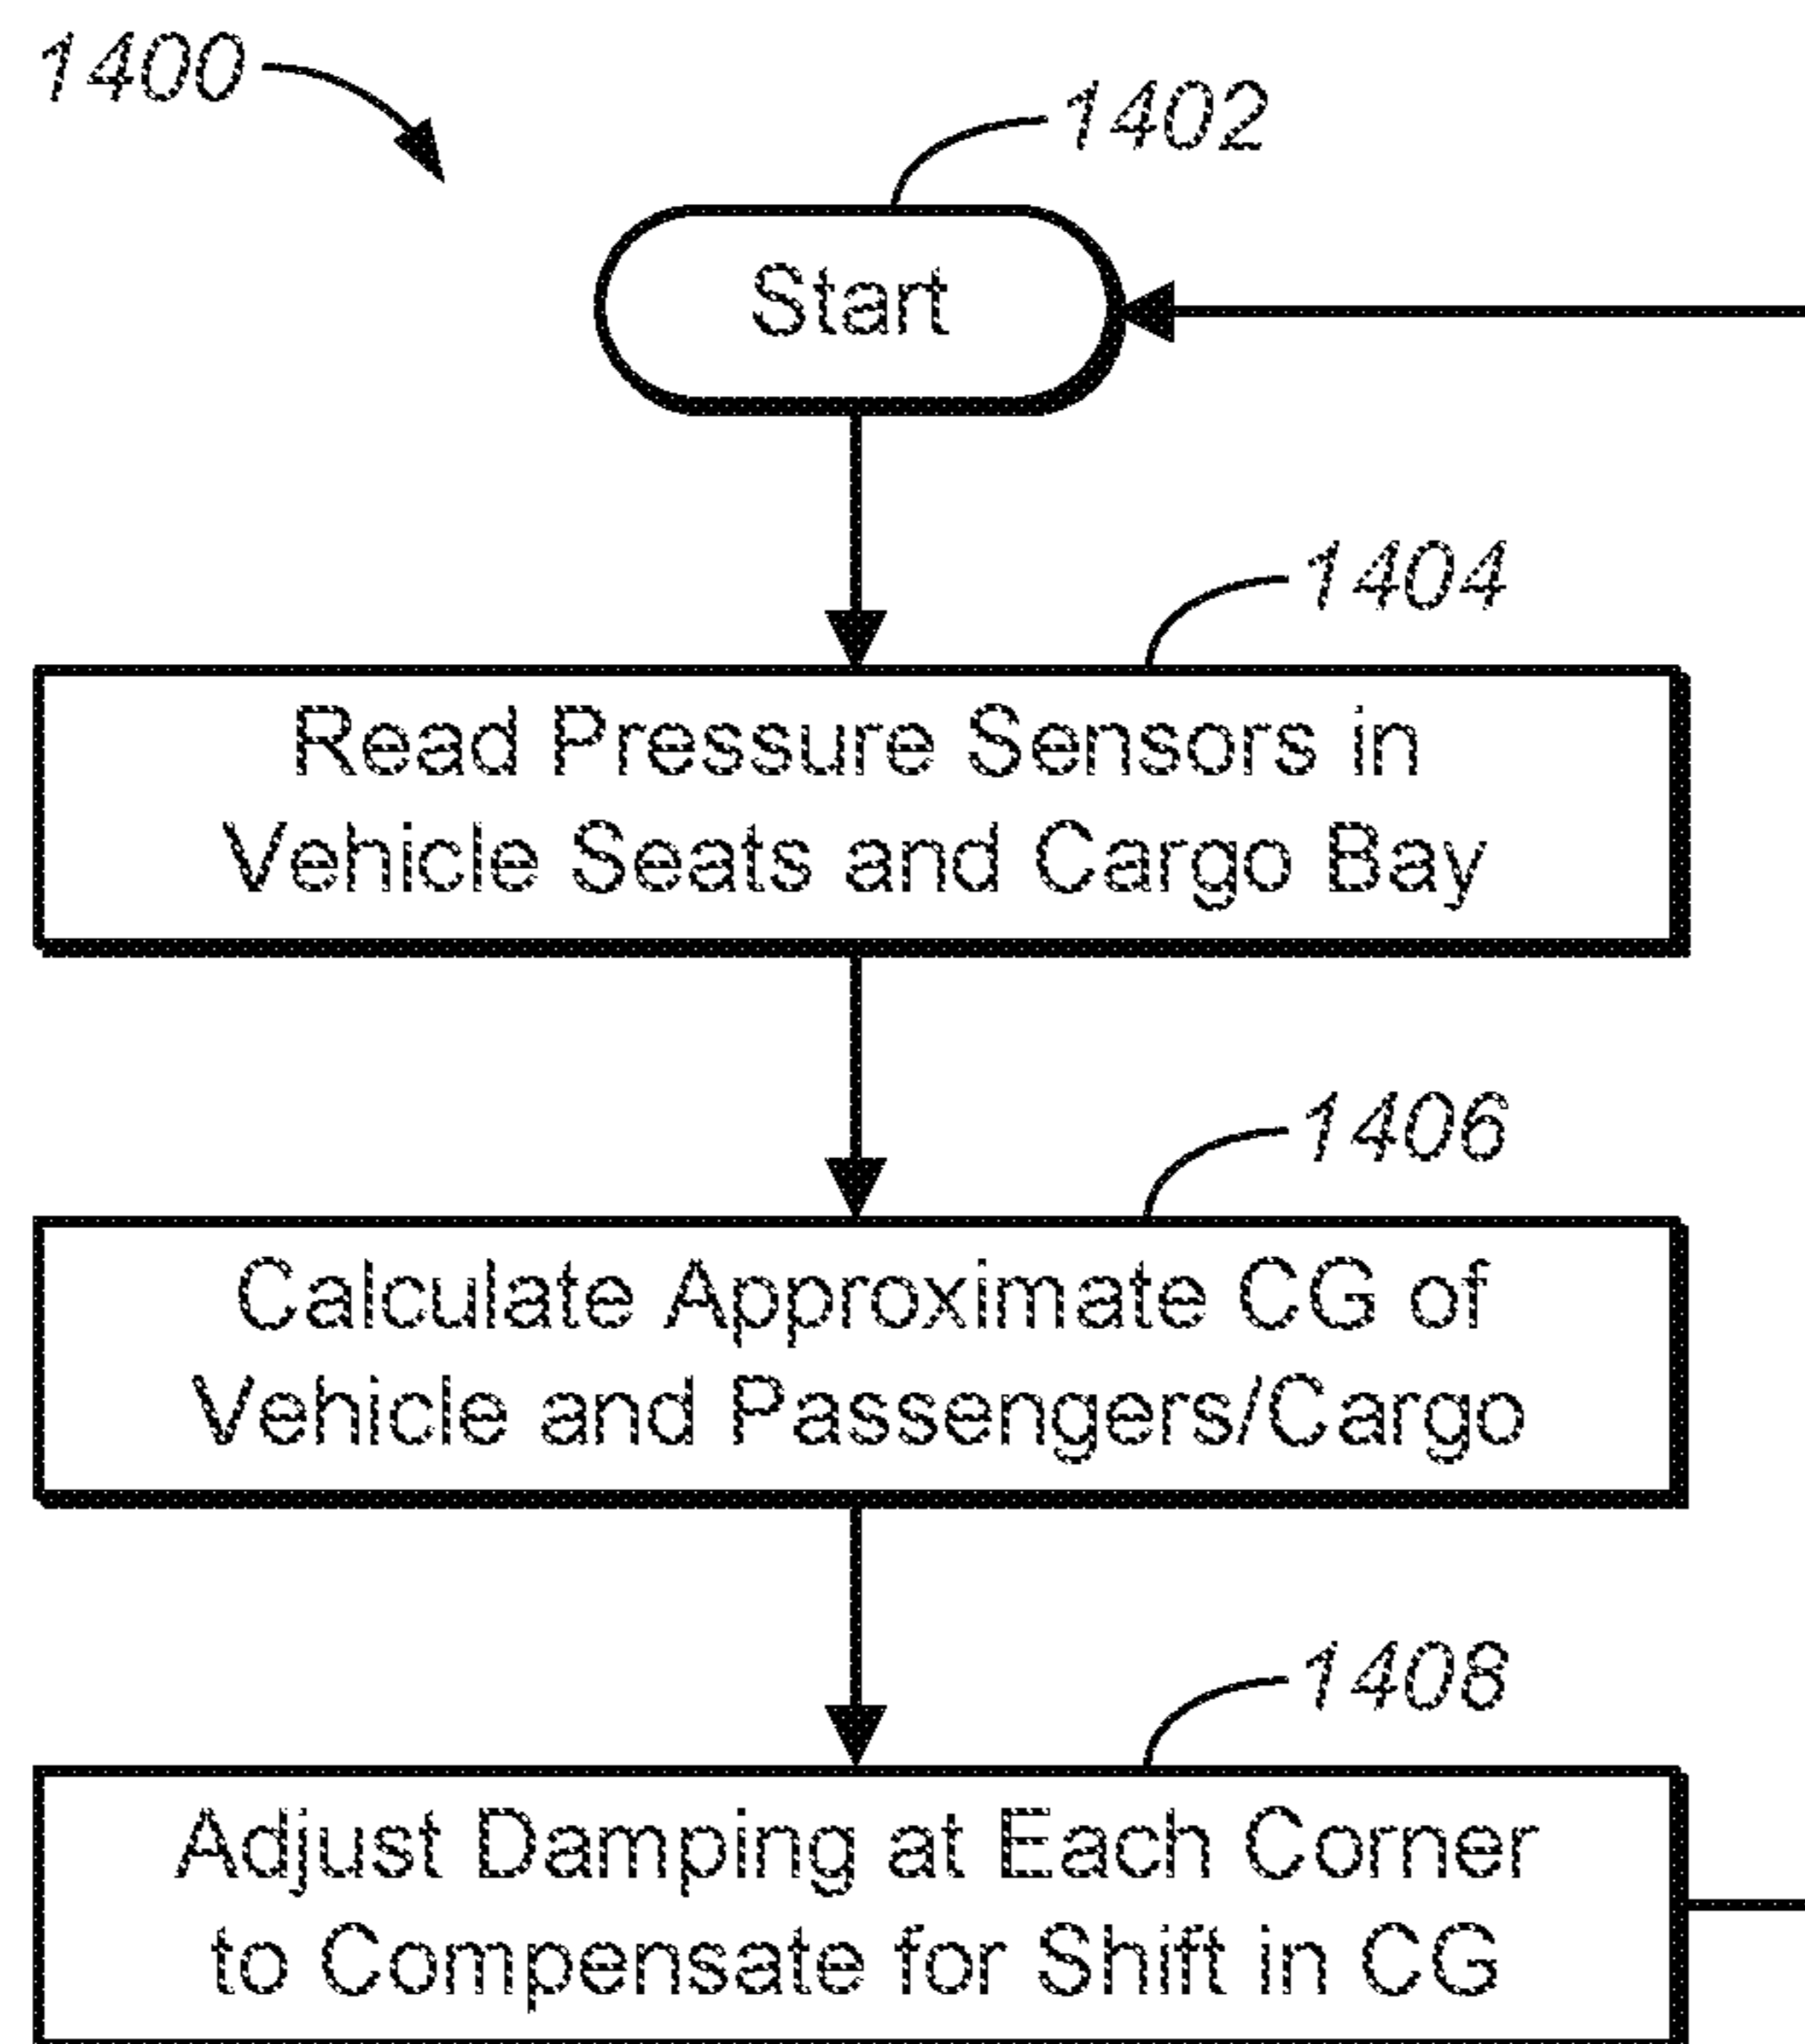 1400
1402
Start
1404
Read Pressure Sensors in
Vehicle Seats and Cargo Bay
1406
Calculate Approximate CG of
Vehicle and Passengers/Cargo
1408
Adjust Damping at Each Corner
to Compensate for Shift in CG